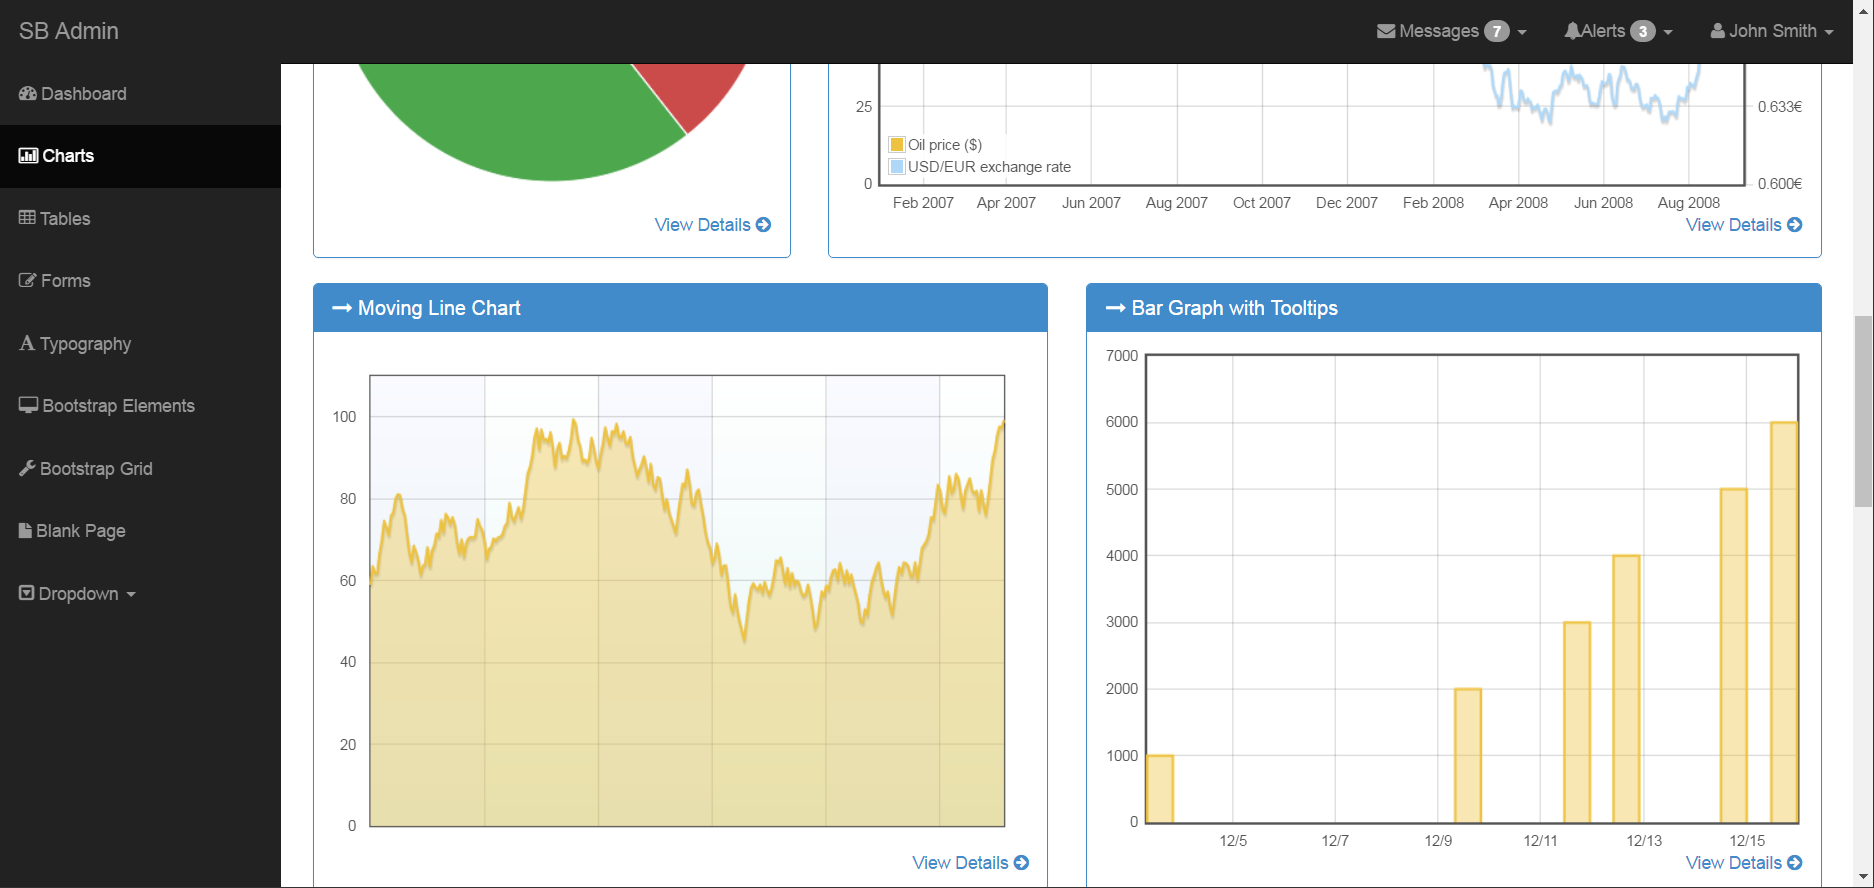 SB Admin
Messages 7
Alerts 3
John Smith
Dashboard
Charts
Tables
Forms
Typography
Bootstrap Elements
Bootstrap Grid
Blank Page
Dropdown
View Details
25
0
0.633€
0.600€
Oil price ($)
USD/EUR exchange rate
Feb 2007 Apr 2007 Jun 2007 Aug 2007 Oct 2007 Dec 2007 Feb 2008 Apr 2008 Jun 2008 Aug 2008
View Details
Moving Line Chart
100
80
60
40
20
0
View Details
Bar Graph with Tooltips
7000
6000
5000
4000
3000
2000
1000
0
12/5 12/7 12/9 12/11 12/13 12/15
View Details